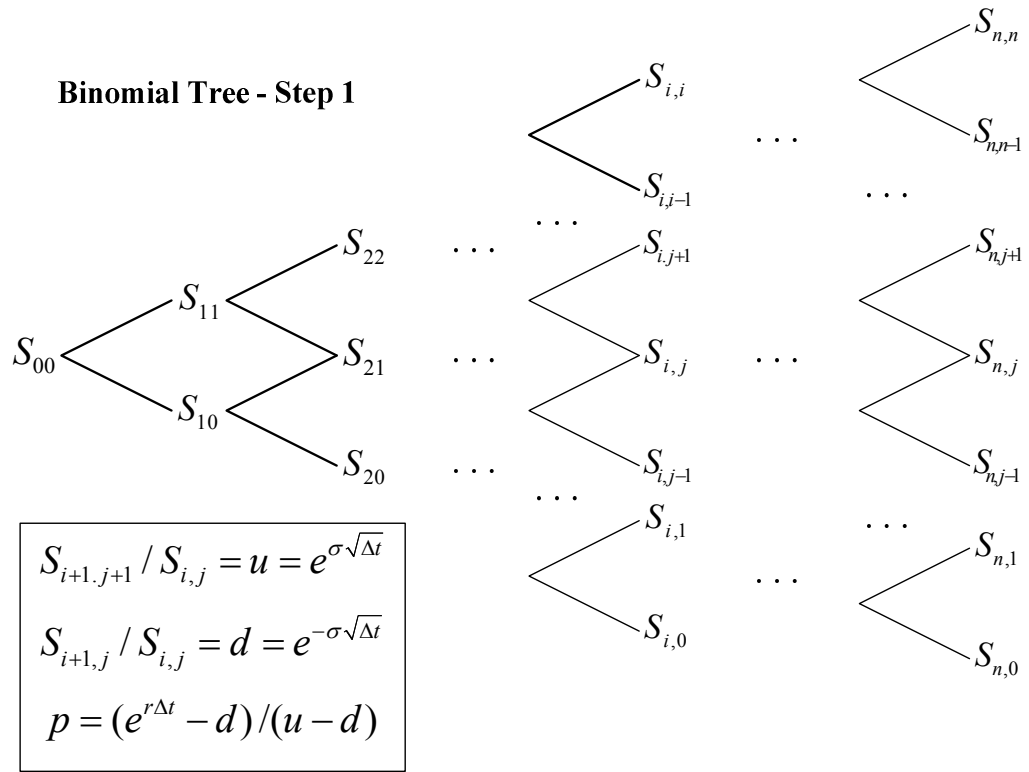 Binomial Tree - Step 1
S_{n,n}
S_{i,i}
. . .
S_{n,n-1}
S_{i,i-1}
. . .
. . .
S_{22}
. . .
S_{i.j+1}
S_{n,j+1}
S_{11}
S_{00}
S_{21}
. . .
S_{i,j}
. . .
S_{n,j}
S_{10}
S_{20}
. . .
S_{i,j-1}
S_{n,j-1}
. . .
S_{i,1}
. . .
S_{n,1}
. . .
S_{i,0}
S_{n,0}
S_{i+1.j+1} / S_{i,j} = u = e^{σ√Δt}
S_{i+1,j} / S_{i,j} = d = e^{-σ√Δt}
p = (e^{rΔt} - d) / (u - d)